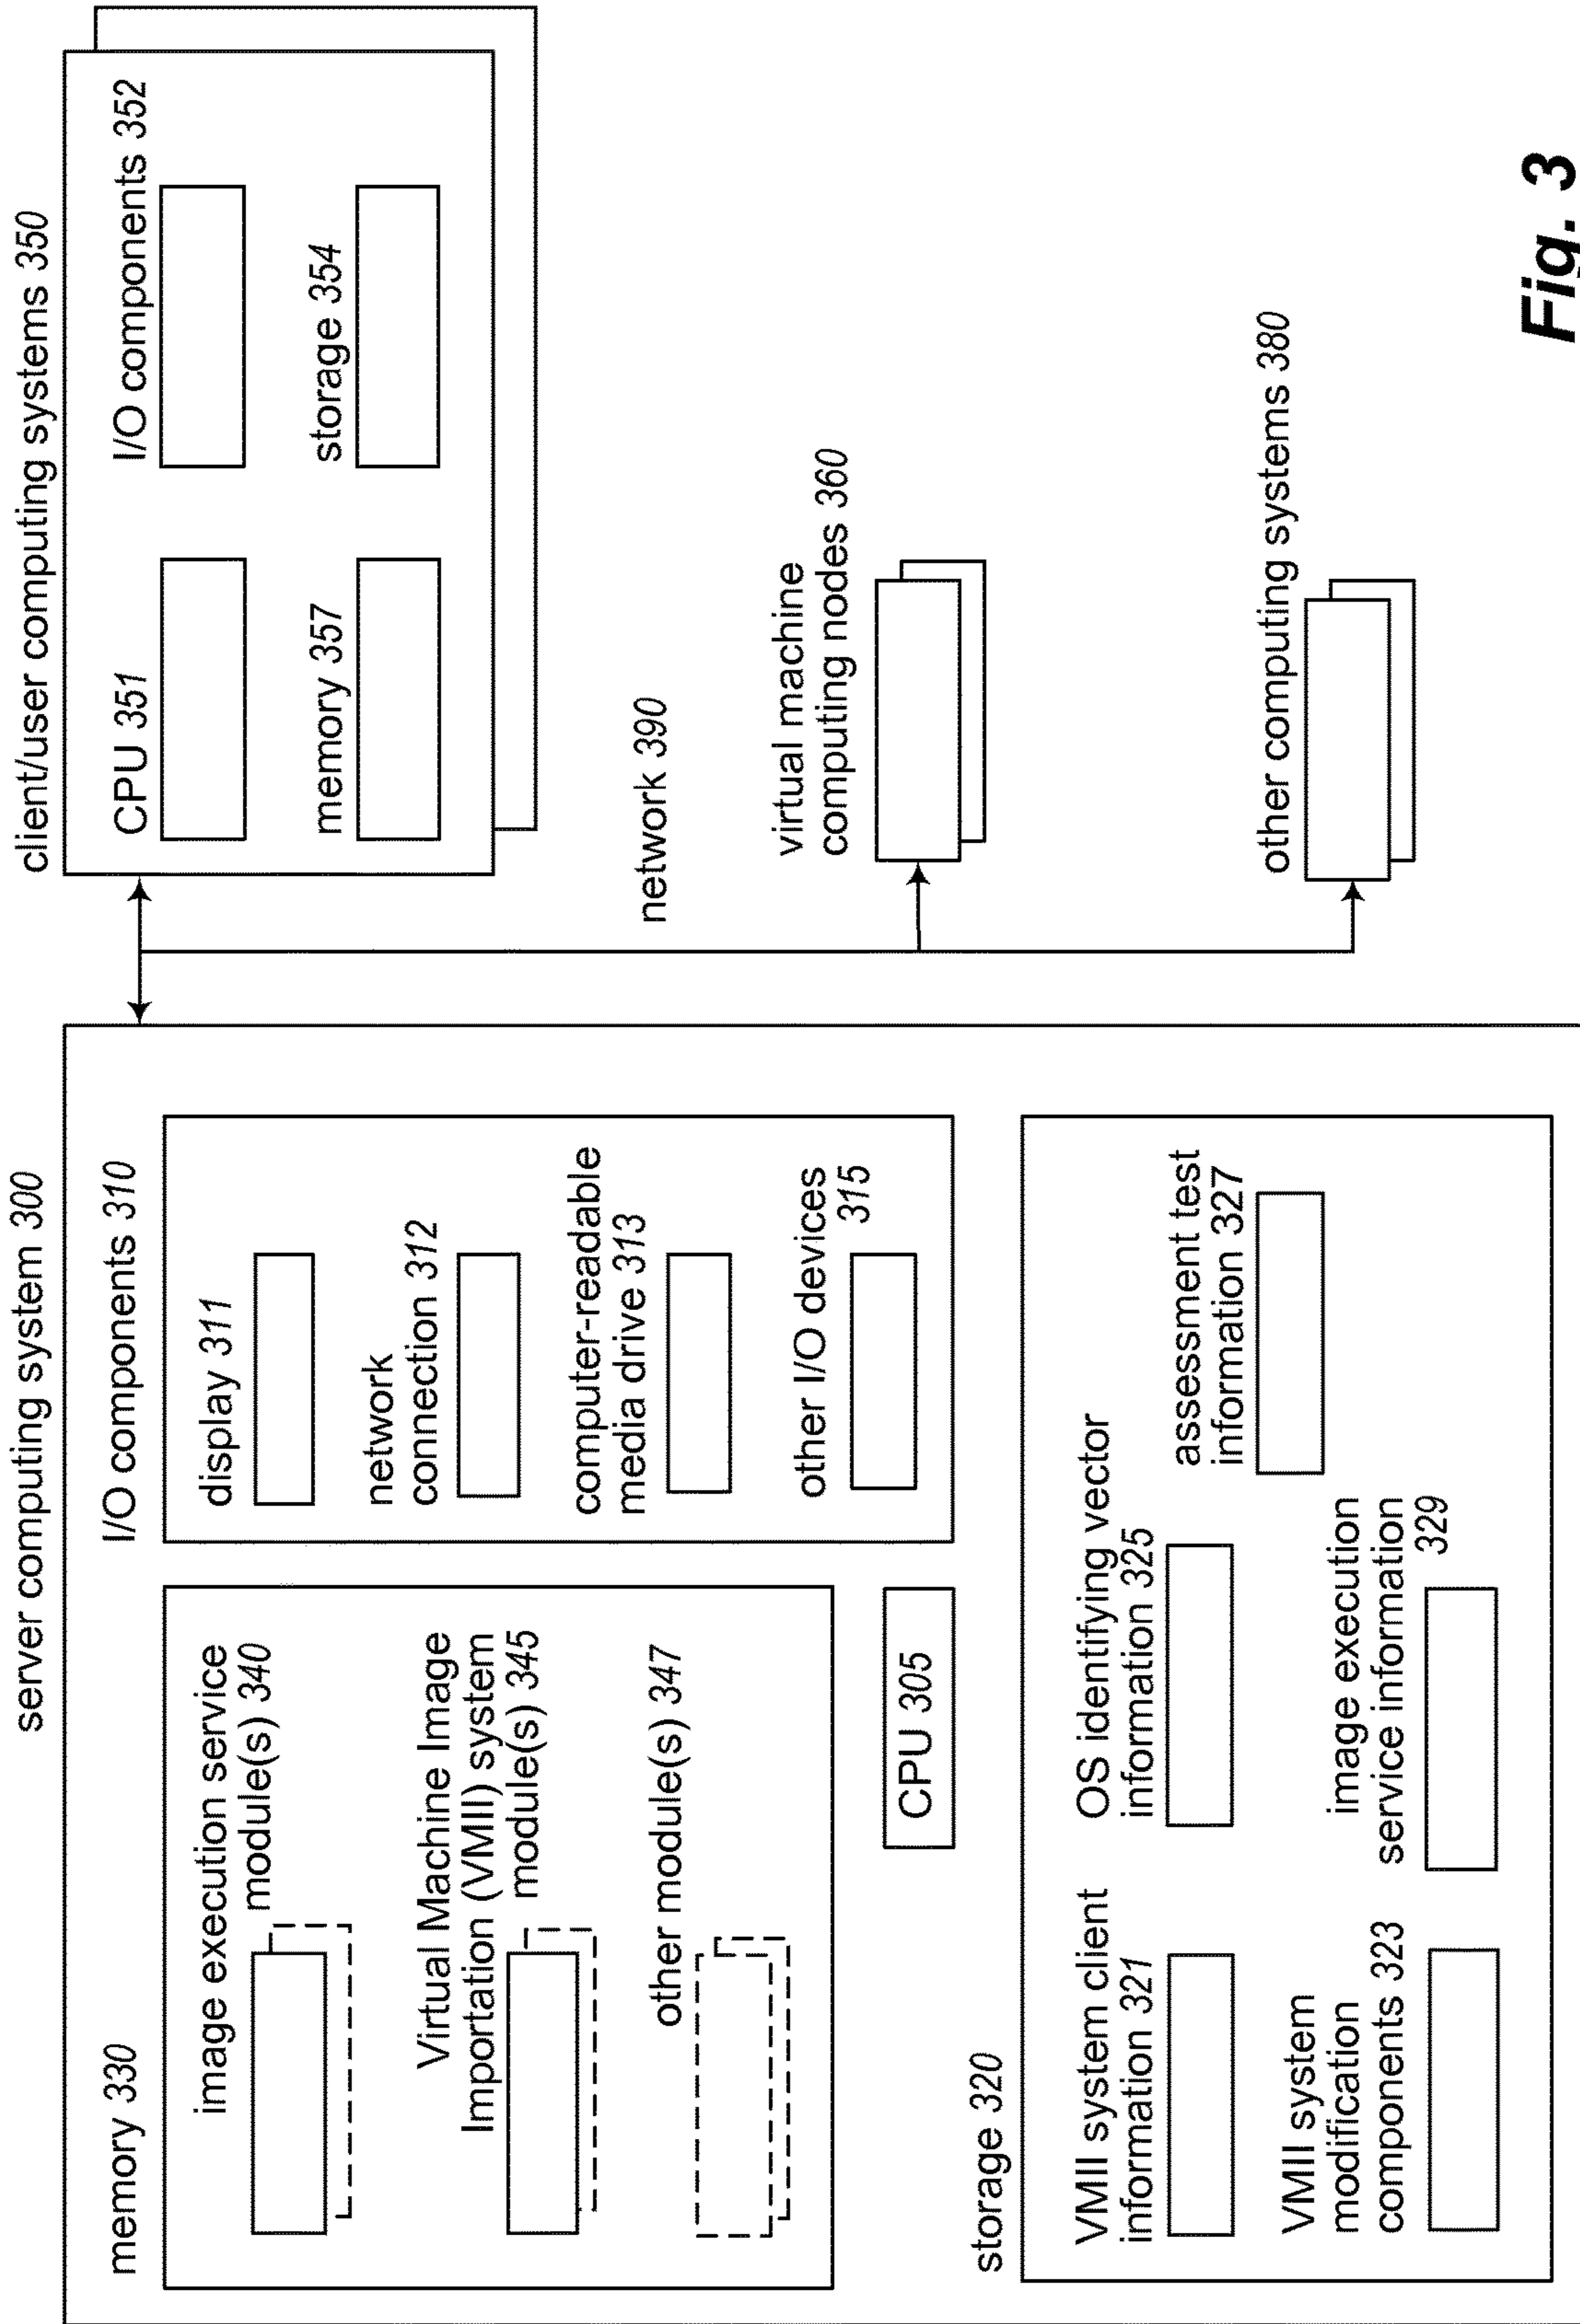 server computing system 300
memory 330
image execution service
module(s) 340
Virtual Machine Image
Importation (VMII) system
module(s) 345
other module(s) 347
CPU 305
I/O components 310
display 311
network
connection 312
computer-readable
media drive 313
other I/O devices
315
storage 320
VMII system client
information 321
OS identifying vector
information 325
assessment test
information 327
VMII system
modification
components 323
image execution
service information
329
client/user computing systems 350
CPU 351
I/O components 352
memory 357
storage 354
network 390
virtual machine
computing nodes 360
other computing systems 380
Fig. 3